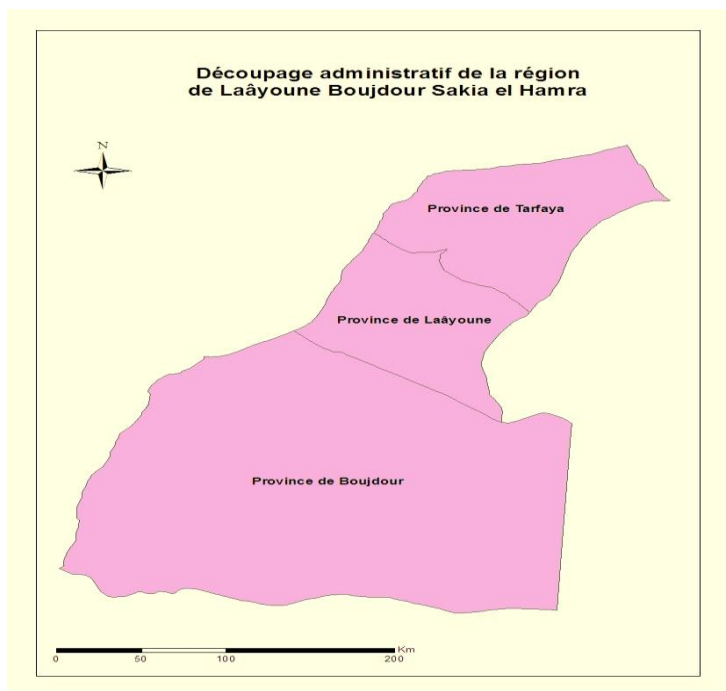 Découpage administratif de la région
de Laâyoune Boujdour Sakia el Hamra
N
Province de Tarfaya
Province de Laâyoune
Province de Boujdour
Km
0 50 100 200